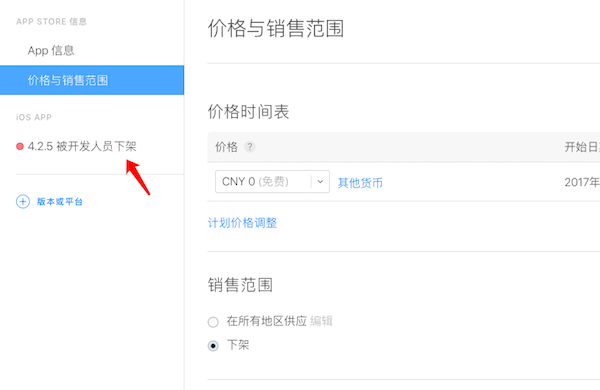 APP STORE 信息
App 信息
价格与销售范围
iOS APP
4.2.5 被开发人员下架
版本或平台
价格与销售范围
价格时间表
价格 ? 开始日
CNY 0 (免费) 其他货币 2017年
计划价格调整
销售范围
在所有地区供应 编辑
下架